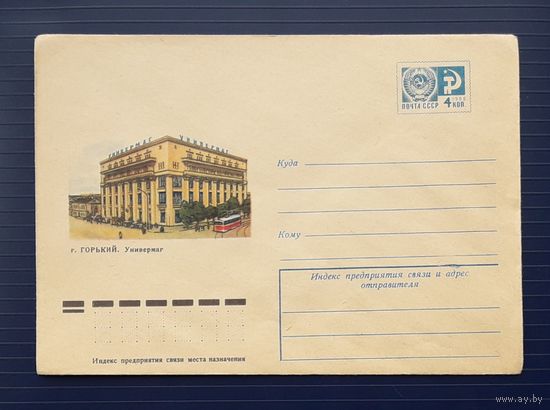 ПОЧТА СССР
4 КОП.
УНИВЕРМАГ УНИВЕРМАГ
г. ГОРЬКИЙ. Универмаг
Куда
Кому
Индекс предприятия связи и адрес
отправителя
Индекс предприятия связи места назначения
www.ay.by